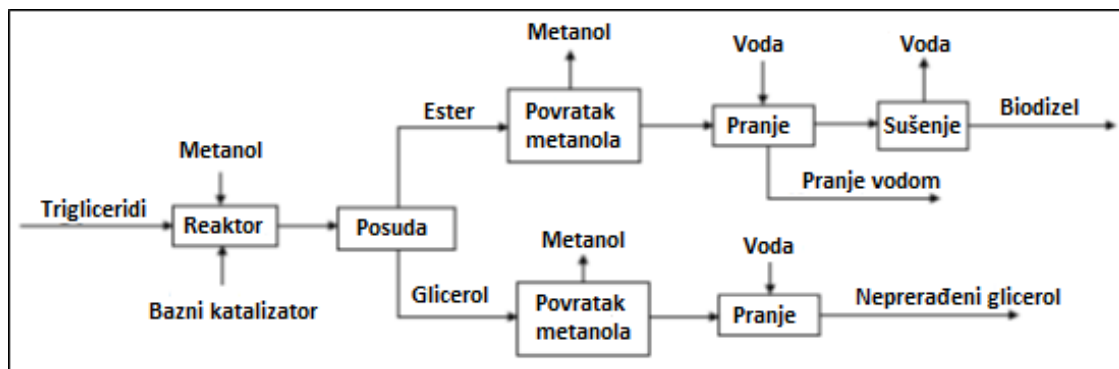 Metanol
Voda
Voda
Ester
Povratak
metanola
Pranje
Sušenje
Biodizel
Metanol
Pranje vodom
Trigliceridi
Reaktor
Posuda
Metanol
Voda
Bazni katalizator
Glicerol
Povratak
metanola
Pranje
Neprerađeni glicerol